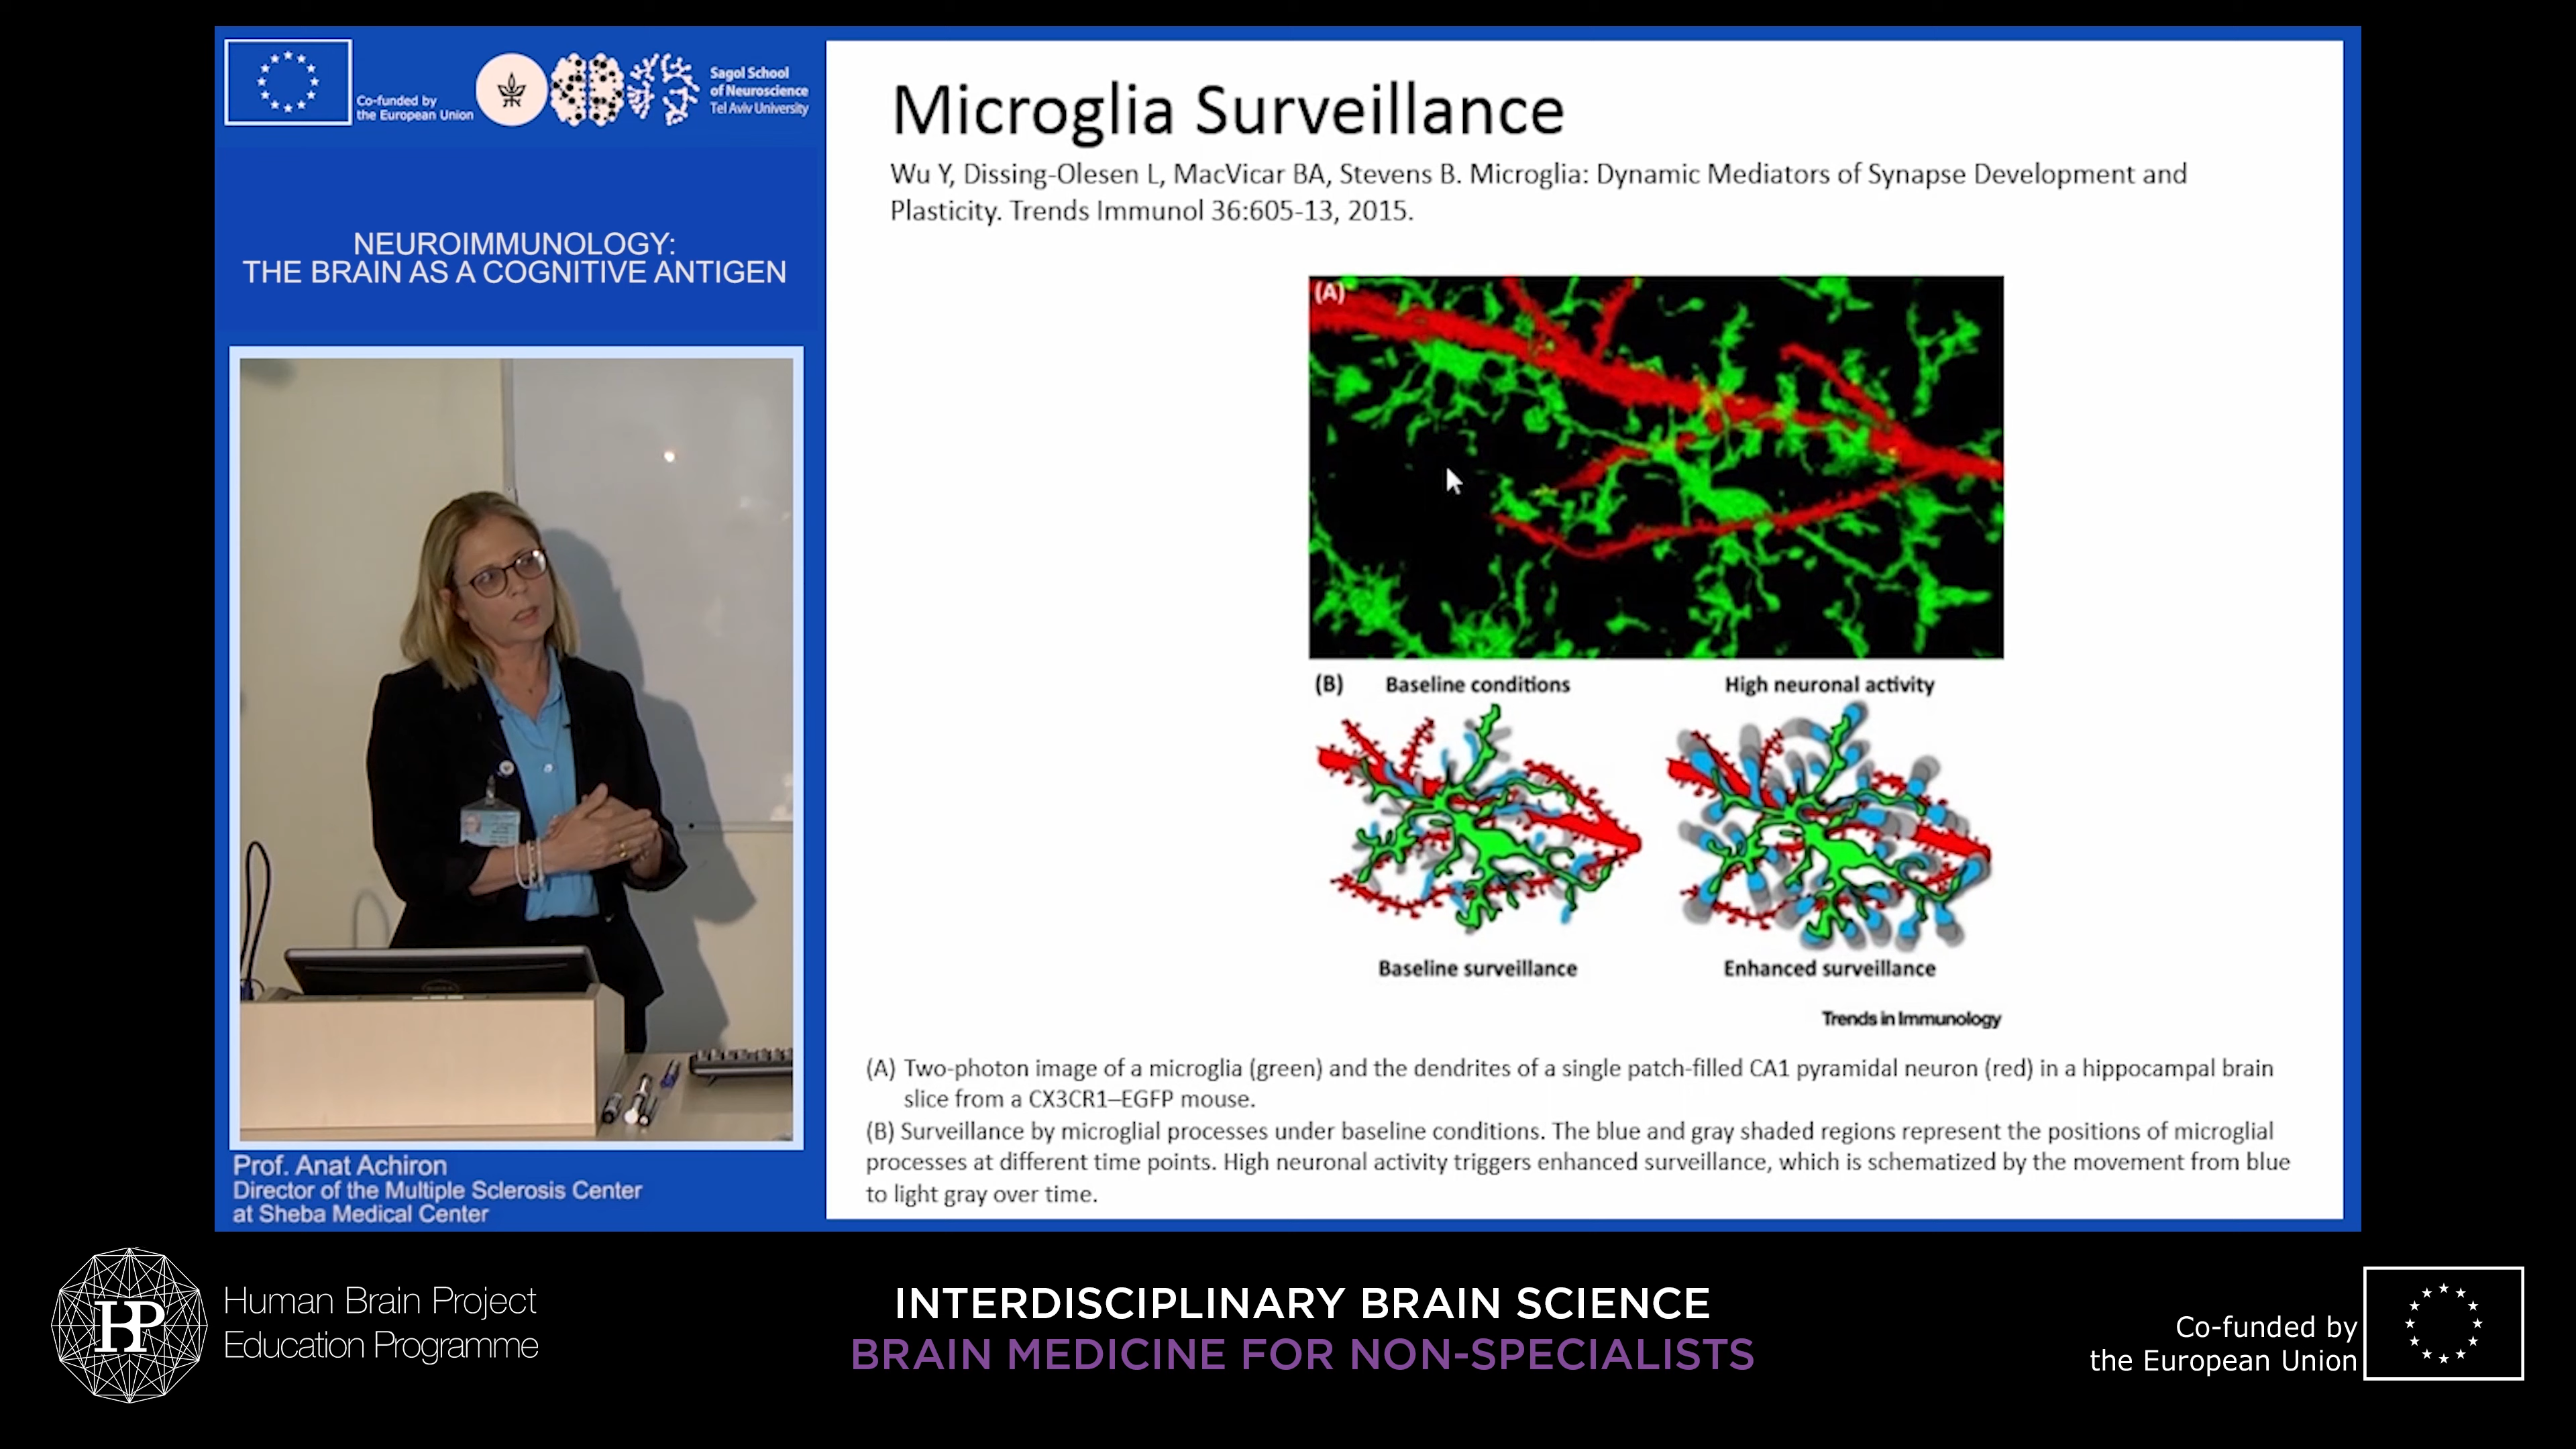 Co-funded by
the European Union
Sagol School
of Neuroscience
Tel Aviv University
NEUROIMMUNOLOGY:
THE BRAIN AS A COGNITIVE ANTIGEN
Prof. Anat Achiron
Director of the Multiple Sclerosis Center
at Sheba Medical Center
Microglia Surveillance
Wu Y, Dissing-Olesen L, MacVicar BA, Stevens B. Microglia: Dynamic Mediators of Synapse Development and
Plasticity. Trends Immunol 36:605-13, 2015.
(A)
(B) Baseline conditions High neuronal activity
Baseline surveillance Enhanced surveillance
Trends in Immunology
(A) Two-photon image of a microglia (green) and the dendrites of a single patch-filled CA1 pyramidal neuron (red) in a hippocampal brain
slice from a CX3CR1–EGFP mouse.
(B) Surveillance by microglial processes under baseline conditions. The blue and gray shaded regions represent the positions of microglial
processes at different time points. High neuronal activity triggers enhanced surveillance, which is schematized by the movement from blue
to light gray over time.
HP
Human Brain Project
Education Programme
INTERDISCIPLINARY BRAIN SCIENCE
BRAIN MEDICINE FOR NON-SPECIALISTS
Co-funded by
the European Union